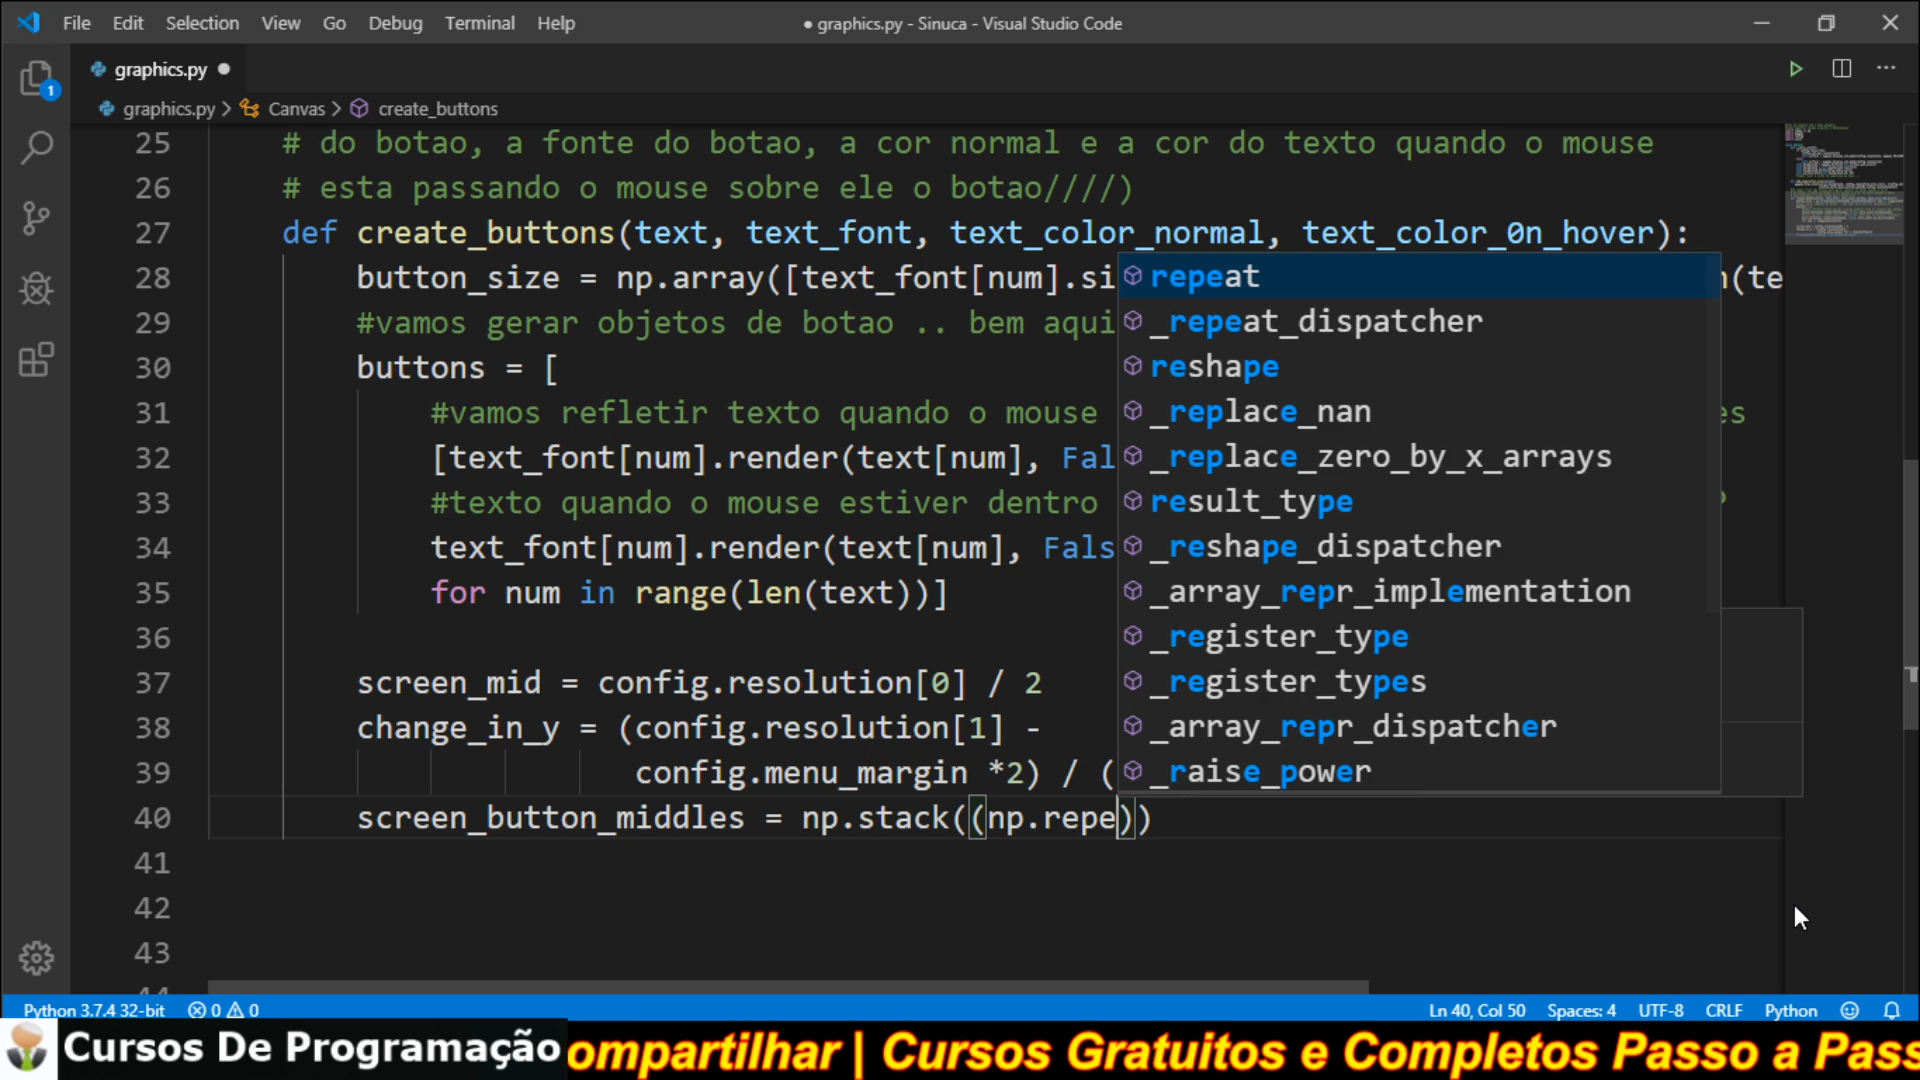 File Edit Selection View Go Debug Terminal Help
● graphics.py - Sinuca - Visual Studio Code
graphics.py
1
graphics.py > Canvas > create_buttons
25 # do botao, a fonte do botao, a cor normal e a cor do texto quando o mouse
26 # esta passando o mouse sobre ele o botao////)
27 def create_buttons(text, text_font, text_color_normal, text_color_0n_hover):
28 button_size = np.array([text_font[num].si (te
29 #vamos gerar objetos de botao .. bem aqui
30 buttons = [
31 #vamos refletir texto quando o mouse es
32 [text_font[num].render(text[num], Fal
33 #texto quando o mouse estiver dentro
34 text_font[num].render(text[num], Fals
35 for num in range(len(text))]
36
37 screen_mid = config.resolution[0] / 2
38 change_in_y = (config.resolution[1] -
39 config.menu_margin *2) / (
40 screen_button_middles = np.stack((np.repe))
41
42
43
44
repeat
_repeat_dispatcher
reshape
_replace_nan
_replace_zero_by_x_arrays
result_type
_reshape_dispatcher
_array_repr_implementation
_register_type
_register_types
_array_repr_dispatcher
_raise_power
Python 3.7.4 32-bit 0 0 Ln 40, Col 50 Spaces: 4 UTF-8 CRLF Python
Cursos De Programação ompartilhar | Cursos Gratuitos e Completos Passo a Pass